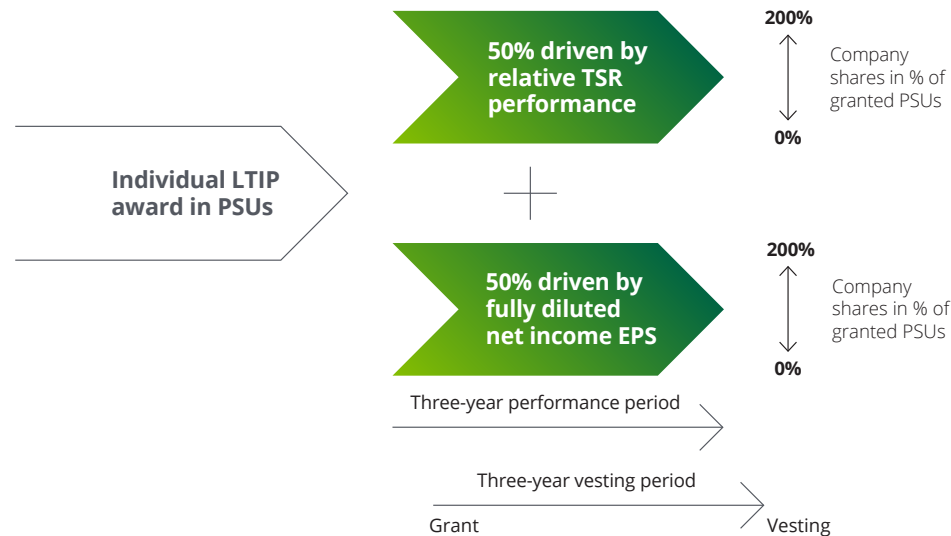 Individual LTIP
award in PSUs
50% driven by
relative TSR
performance
200%
Company
shares in % of
granted PSUs
0%
50% driven by
fully diluted
net income EPS
200%
Company
shares in % of
granted PSUs
0%
Three-year performance period
Three-year vesting period
Grant
Vesting